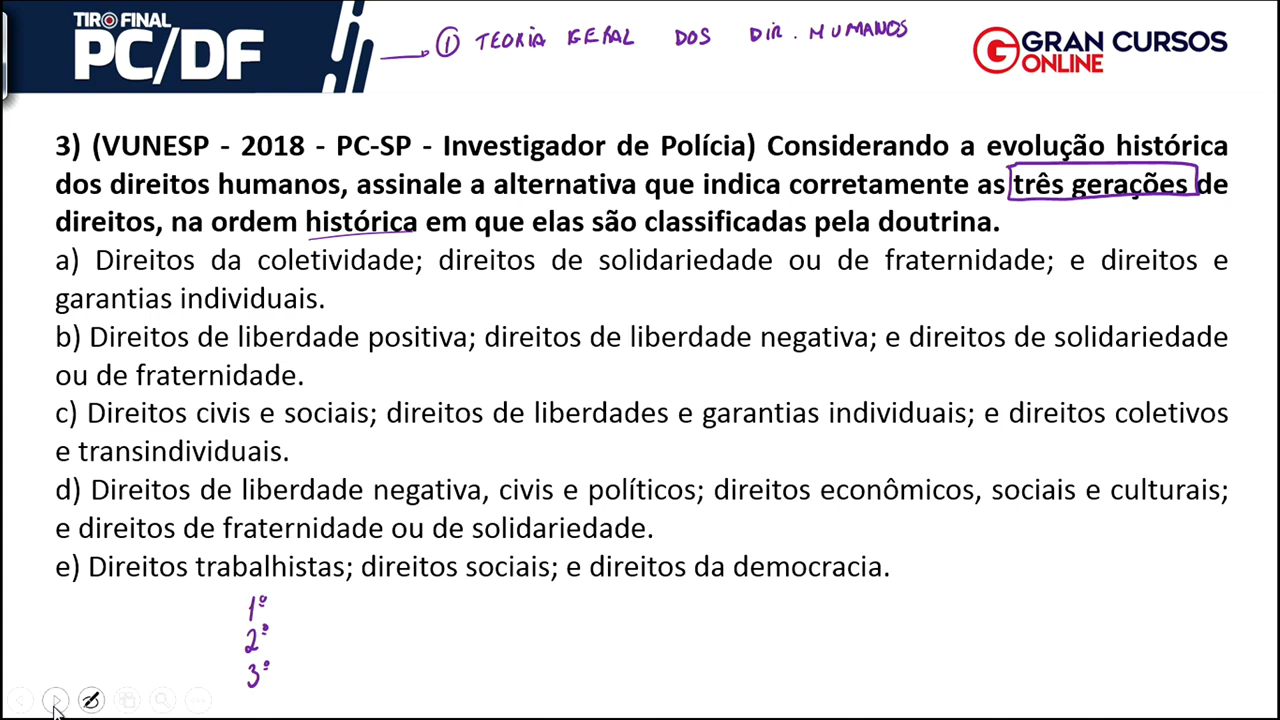 TIRO FINAL
PC/DF
① TEORIA GERAL DOS DIR. HUMANOS
GRAN CURSOS
ONLINE
3) (VUNESP - 2018 - PC-SP - Investigador de Polícia) Considerando a evolução histórica
dos direitos humanos, assinale a alternativa que indica corretamente as três gerações de
direitos, na ordem histórica em que elas são classificadas pela doutrina.
a) Direitos da coletividade; direitos de solidariedade ou de fraternidade; e direitos e
garantias individuais.
b) Direitos de liberdade positiva; direitos de liberdade negativa; e direitos de solidariedade
ou de fraternidade.
c) Direitos civis e sociais; direitos de liberdades e garantias individuais; e direitos coletivos
e transindividuais.
d) Direitos de liberdade negativa, civis e políticos; direitos econômicos, sociais e culturais;
e direitos de fraternidade ou de solidariedade.
e) Direitos trabalhistas; direitos sociais; e direitos da democracia.
1ª
2ª
3ª